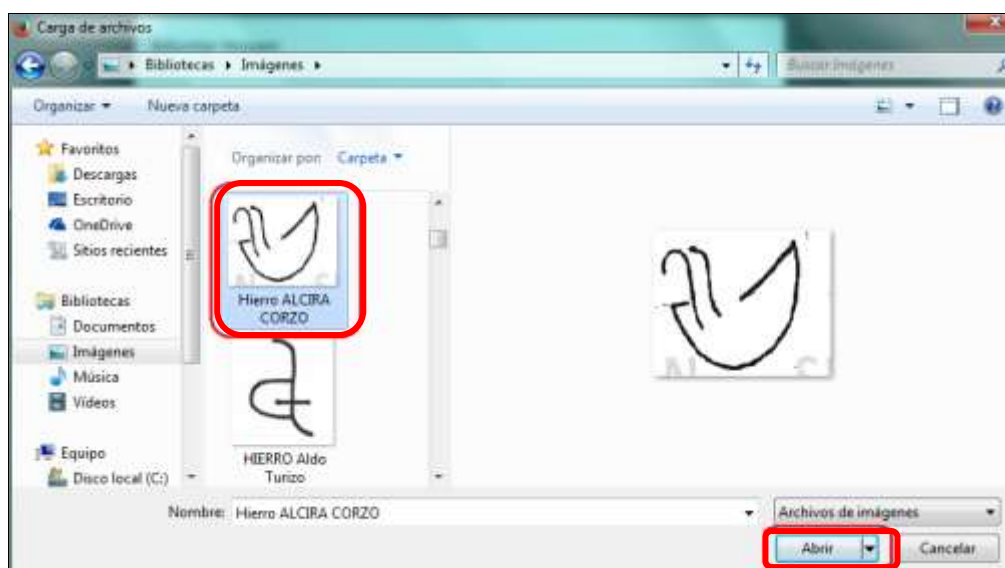 Carga de archivos
Bibliotecas ▸ Imágenes ▸
Buscar Imágenes
Organizar Nueva carpeta
Favoritos
Descargas
Escritorio
OneDrive
Sitios recientes
Bibliotecas
Documentos
Imágenes
Música
Vídeos
Equipo
Disco local (C:)
Organizar por: Carpeta
Hierro ALCIRA
CORZO
HIERRO Aldo
Turizo
Nombre: Hierro ALCIRA CORZO
Archivos de imágenes
Abrir Cancelar